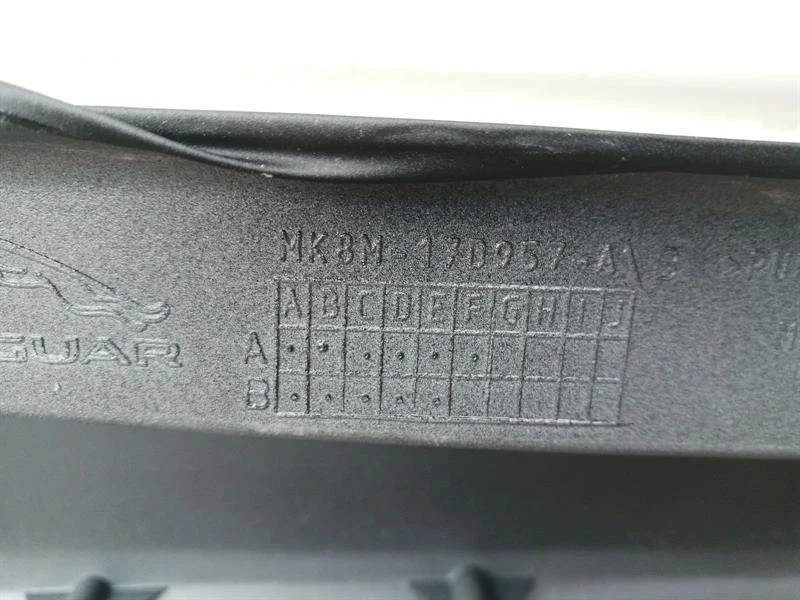 MK8M-17D957-A\B
A B C D E F G H I J
A
B
GUAR